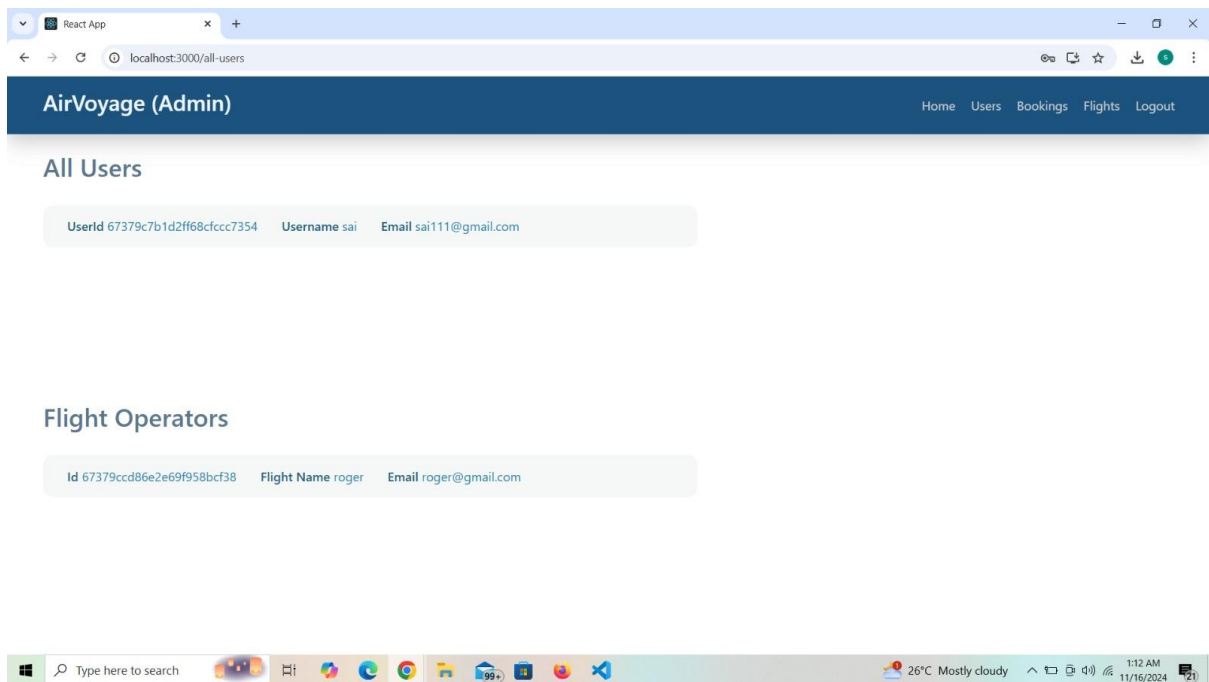 React App
localhost:3000/all-users
S
AirVoyage (Admin)
Home Users Bookings Flights Logout
All Users
UserId 67379c7b1d2ff68cfccc7354 Username sai Email sai111@gmail.com
Flight Operators
Id 67379ccd86e2e69f958bcf38 Flight Name roger Email roger@gmail.com
Type here to search
99+
26°C Mostly cloudy
1:12 AM
11/16/2024
21